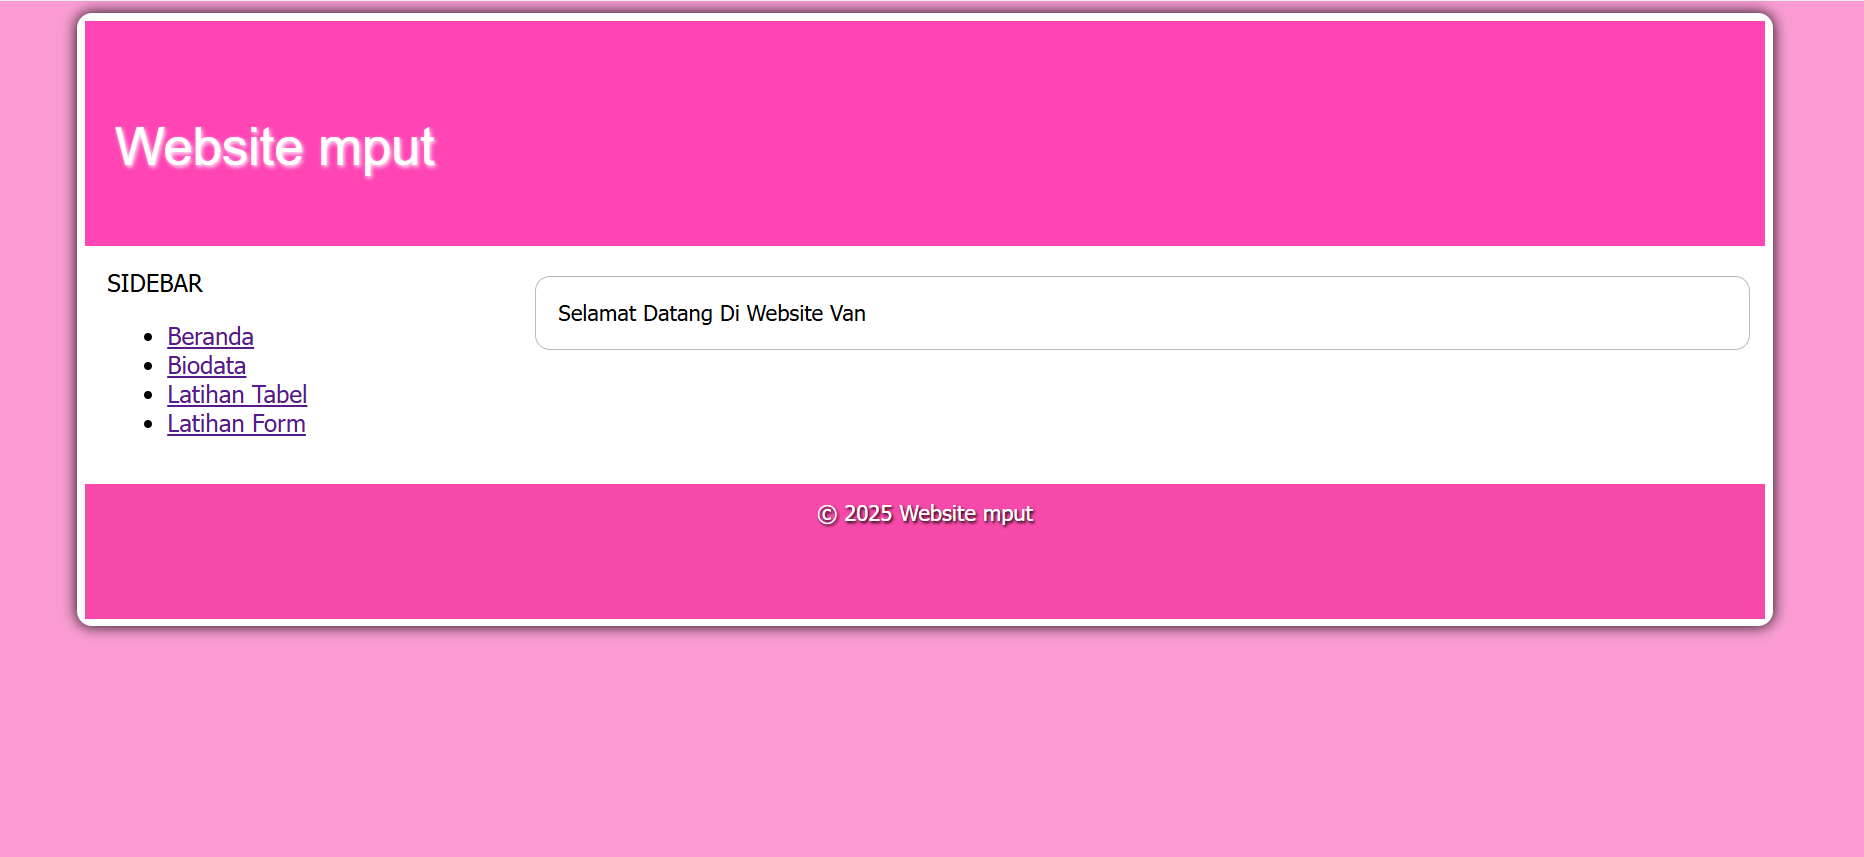 Website mput
SIDEBAR
Beranda
Biodata
Latihan Tabel
Latihan Form
Selamat Datang Di Website Van
© 2025 Website mput